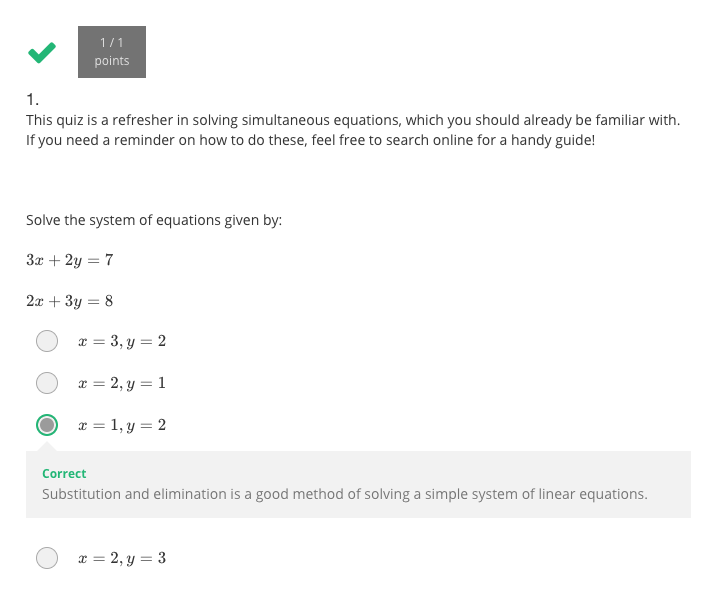 1 / 1
points
1.
This quiz is a refresher in solving simultaneous equations, which you should already be familiar with.
If you need a reminder on how to do these, feel free to search online for a handy guide!
Solve the system of equations given by:
3x + 2y = 7
2x + 3y = 8
x = 3, y = 2
x = 2, y = 1
x = 1, y = 2
Correct
Substitution and elimination is a good method of solving a simple system of linear equations.
x = 2, y = 3